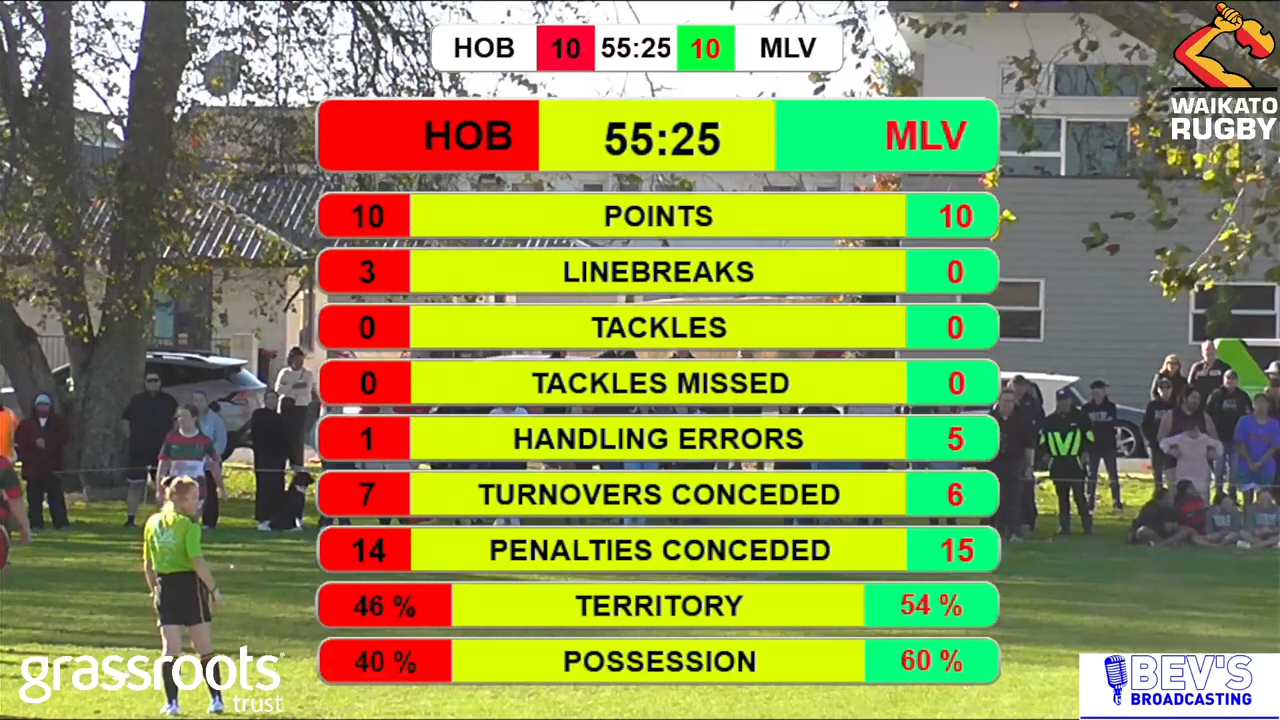 HOB 10 55:25 10 MLV
WAIKATO
RUGBY
HOB 55:25 MLV
10 POINTS 10
3 LINEBREAKS 0
0 TACKLES 0
0 TACKLES MISSED 0
1 HANDLING ERRORS 5
7 TURNOVERS CONCEDED 6
14 PENALTIES CONCEDED 15
46 % TERRITORY 54 %
40 % POSSESSION 60 %
grassroots
trust
BEV'S
BROADCASTING